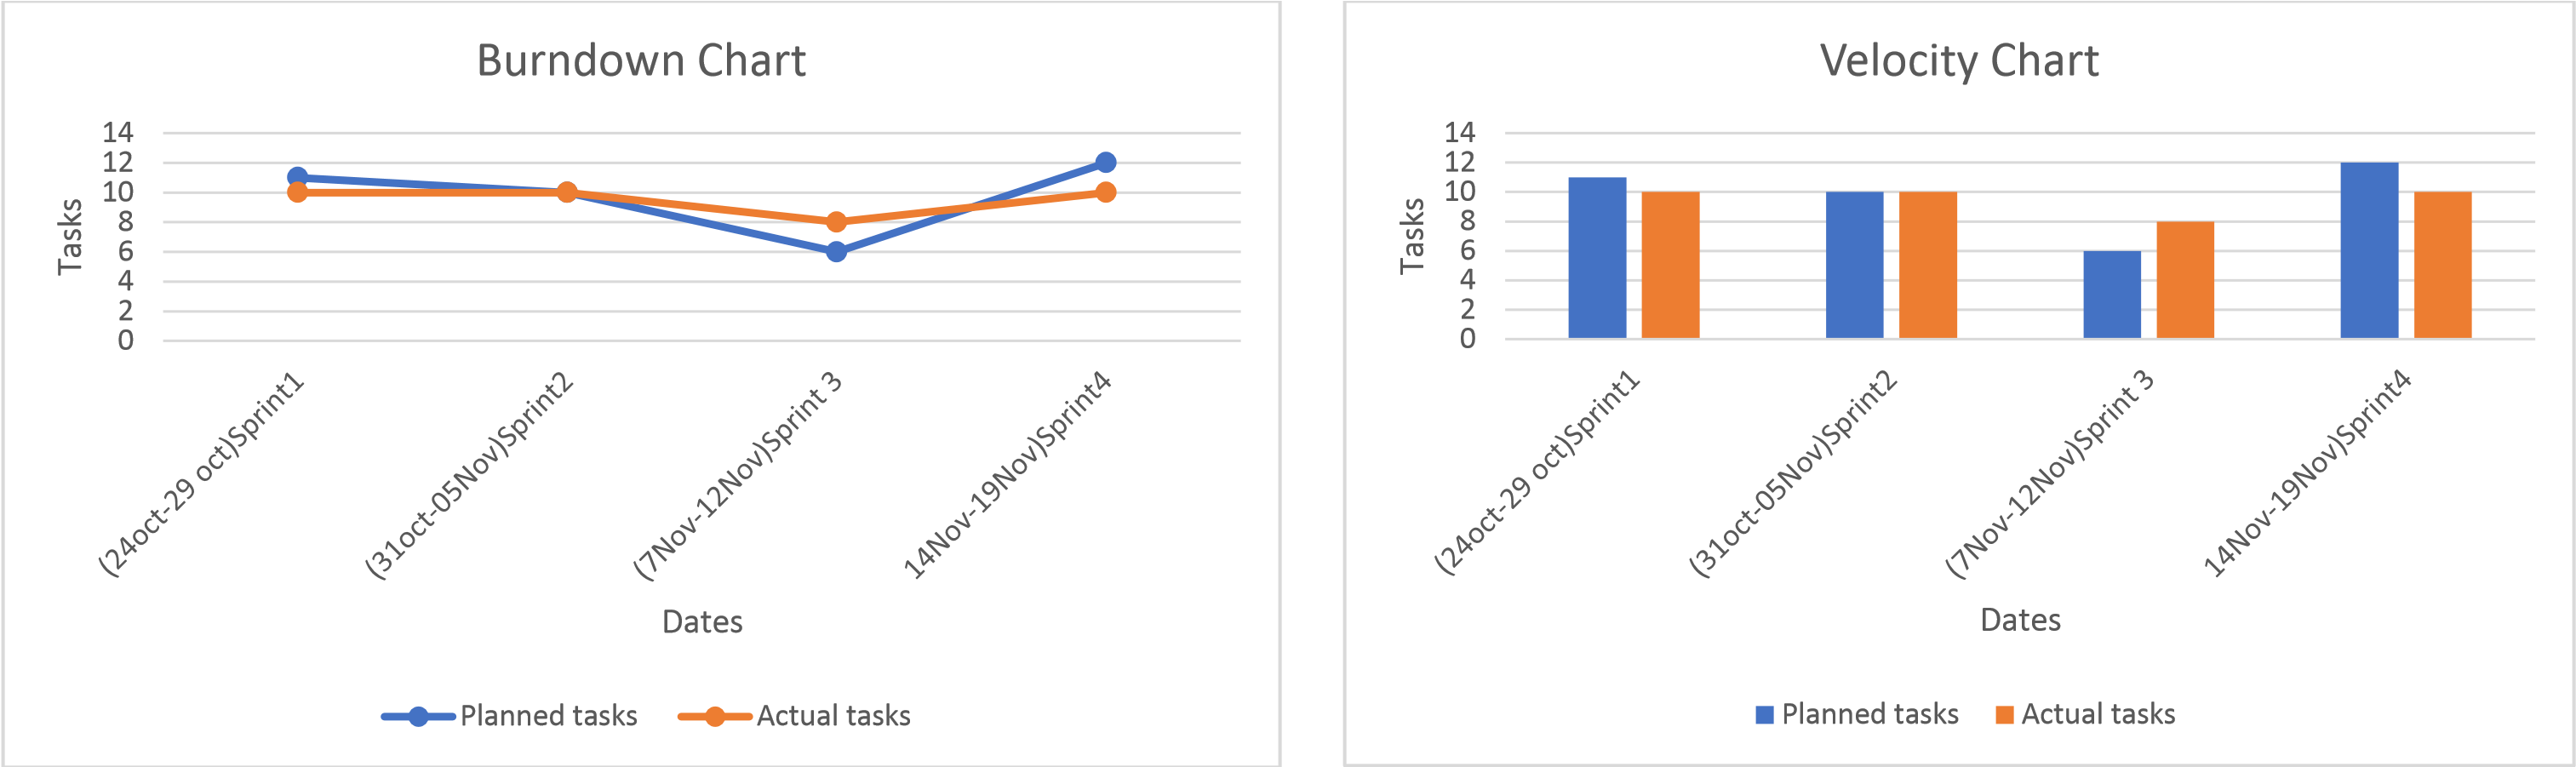 Burndown Chart
14
12
10
8
6
4
2
0
Tasks
(24oct-29 oct)Sprint1
(31oct-05Nov)Sprint2
(7Nov-12Nov)Sprint 3
14Nov-19Nov)Sprint4
Dates
Planned tasks
Actual tasks
Velocity Chart
14
12
10
8
6
4
2
0
Tasks
(24oct-29 oct)Sprint1
(31oct-05Nov)Sprint2
(7Nov-12Nov)Sprint 3
14Nov-19Nov)Sprint4
Dates
Planned tasks
Actual tasks